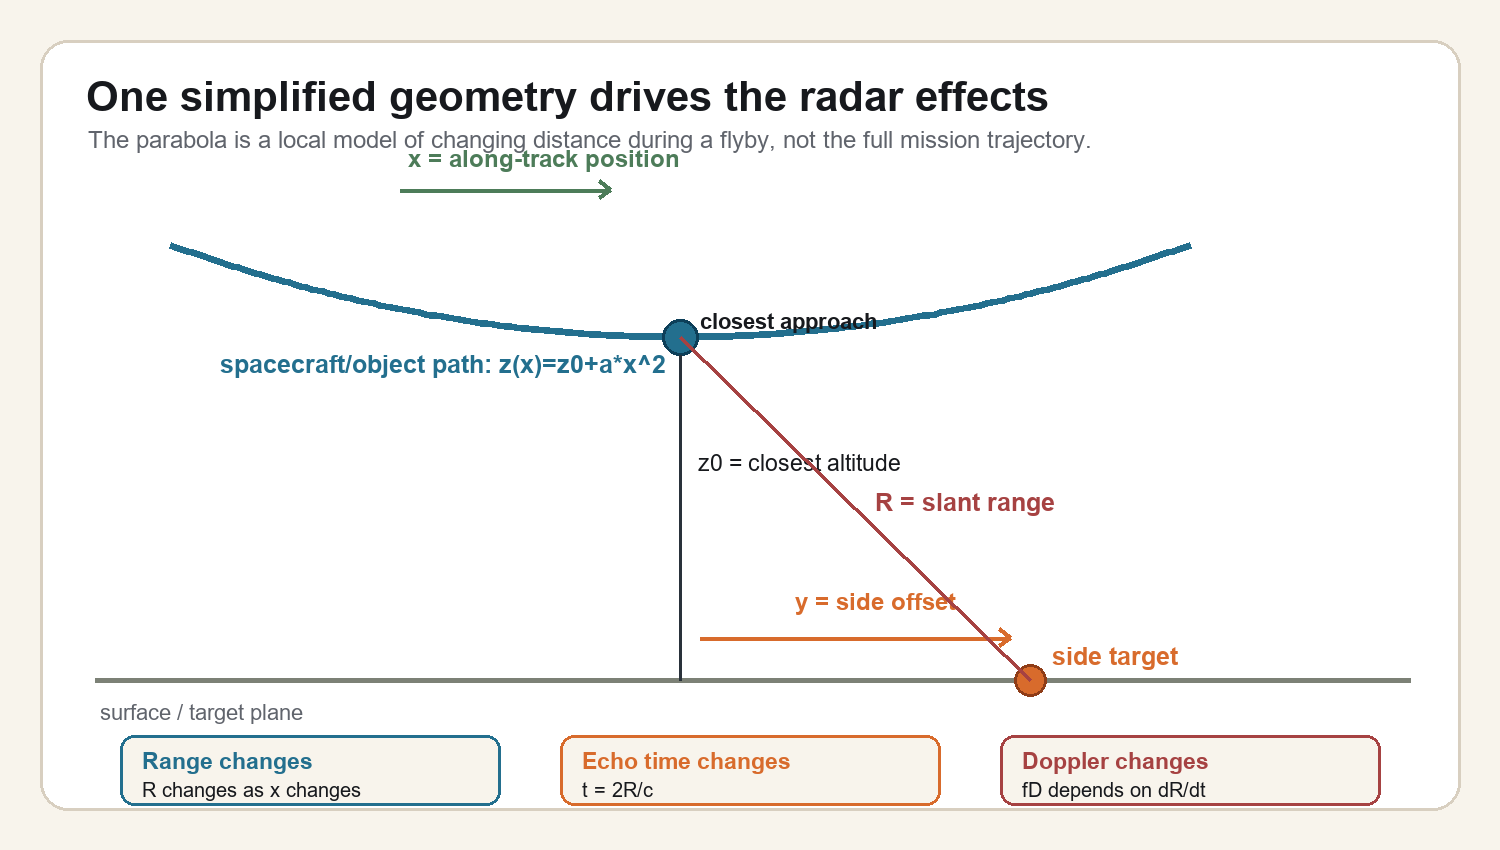 One simplified geometry drives the radar effects
The parabola is a local model of changing distance during a flyby, not the full mission trajectory.
x = along-track position
closest approach
spacecraft/object path: z(x)=z0+a*x^2
z0 = closest altitude
R = slant range
y = side offset
side target
surface / target plane
Range changes
R changes as x changes
Echo time changes
t = 2R/c
Doppler changes
fD depends on dR/dt